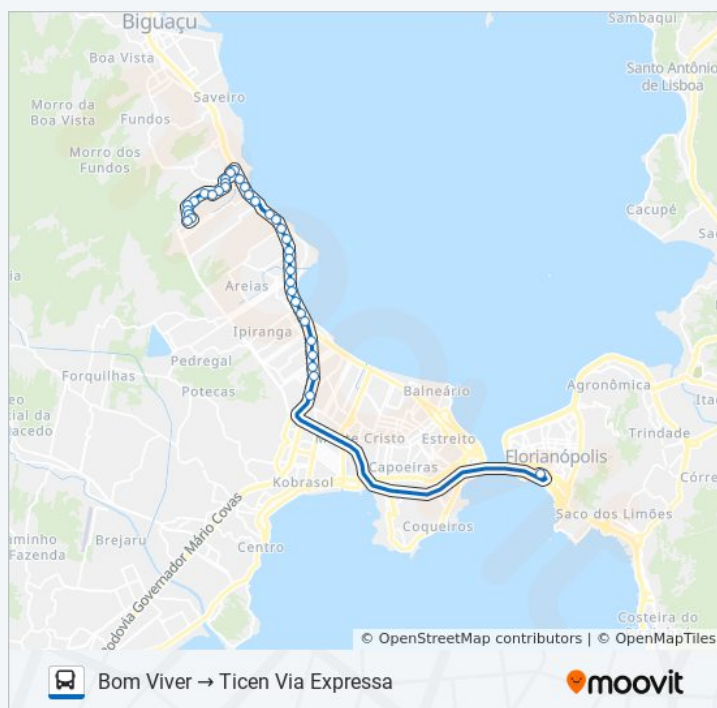 Biguaçu
Sambaqui
Boa Vista
Santo Antônio
de Lisboa
Saveiro
Morro da
Boa Vista
Fundos
Morro dos
Fundos
Cacupé
Areias
Ipiranga
Pedregal
Forquilhas
Potecas
Balneário
Agronômica
Trindade
Estreito
Florianópolis
Capoeiras
Kobrasol
Saco dos Limões
Coqueiros
Brejaru
Centro
Fazenda
Rodovia Governador Mário Covas
Costeira do
© OpenStreetMap contributors | © OpenMapTiles
Bom Viver → Ticen Via Expressa
moovit